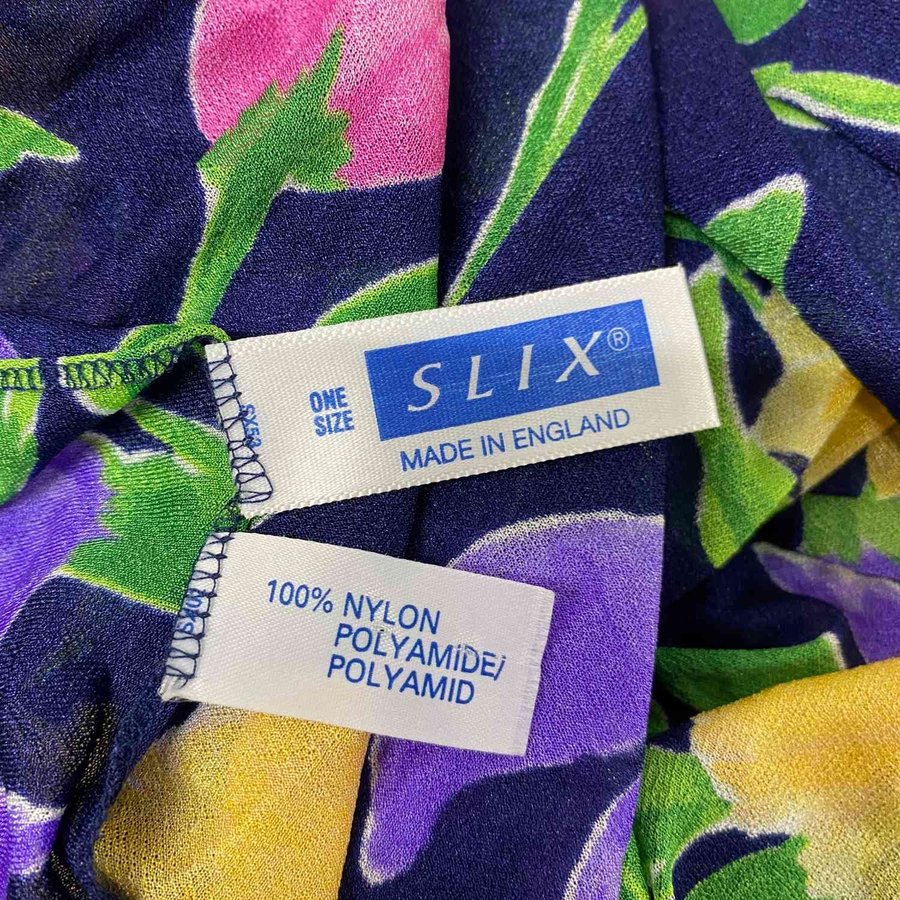 SLIX®
ONE
SIZE
MADE IN ENGLAND
100% NYLON
POLYAMIDE/
POLYAMID